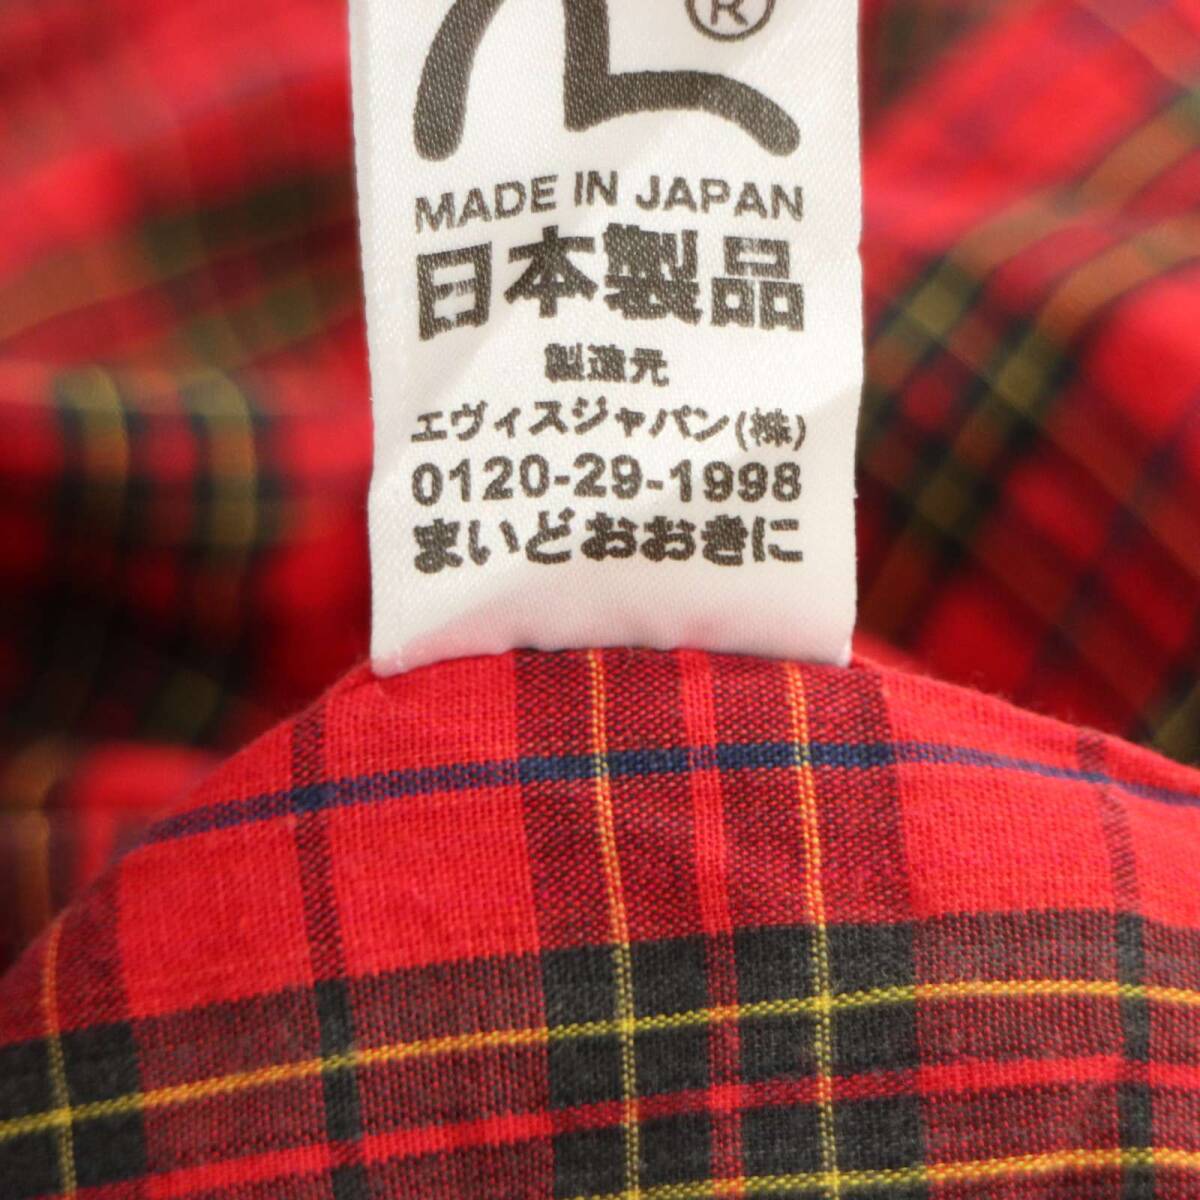 ®
MADE IN JAPAN
日本製品
製造元
エヴィスジャパン(株)
0120-29-1998
まいどおおきに